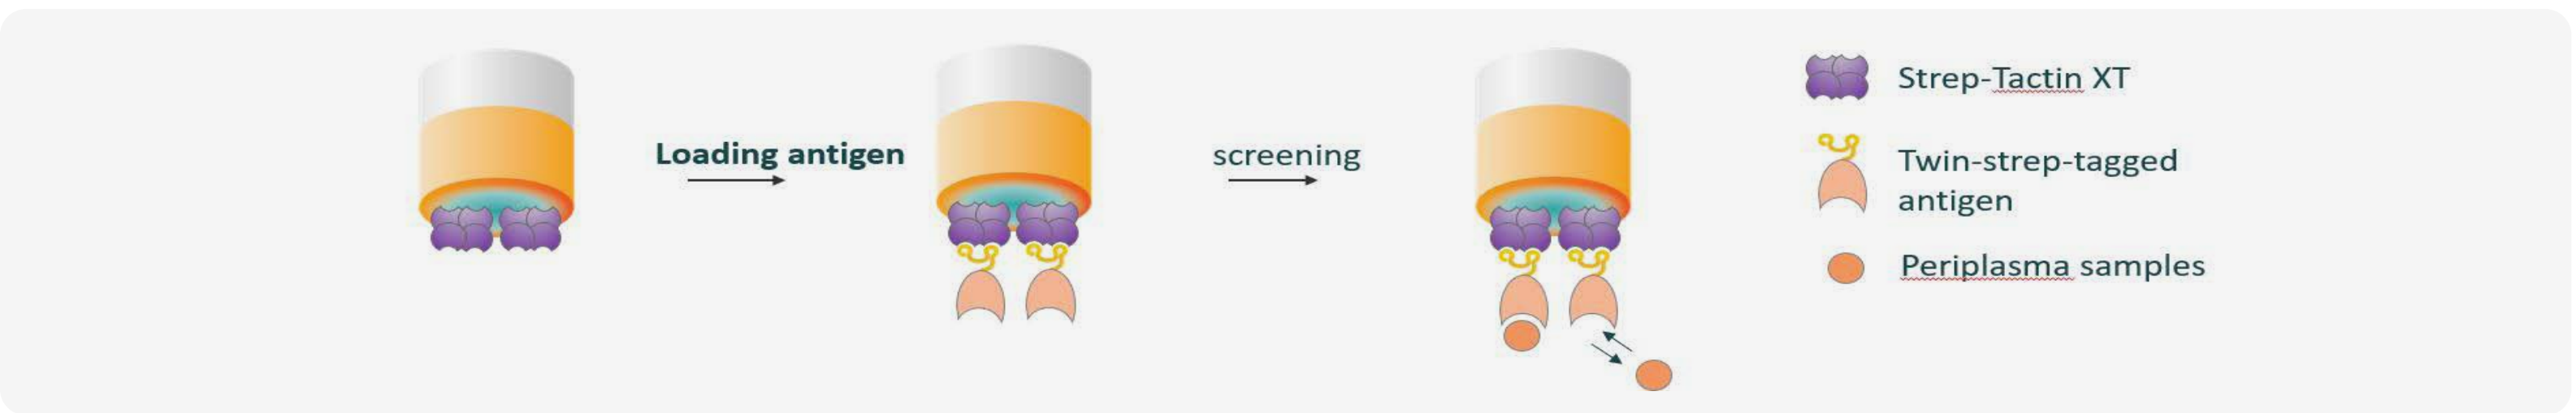 Loading antigen
screening
Strep-Tactin XT
Twin-strep-tagged
antigen
Periplasma samples